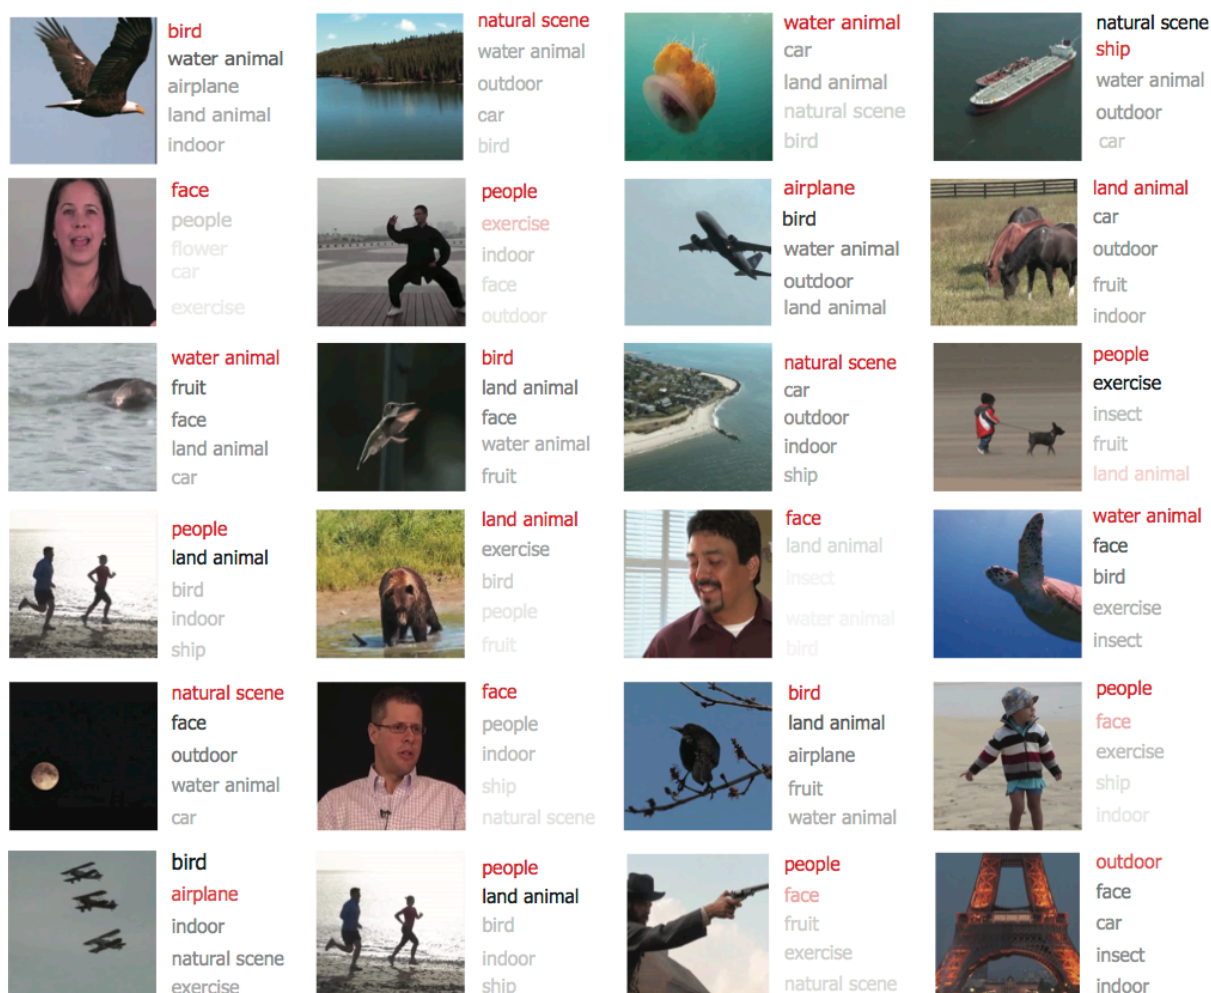 bird
water animal
airplane
land animal
indoor
natural scene
water animal
outdoor
car
bird
water animal
car
land animal
natural scene
bird
natural scene
ship
water animal
outdoor
car
face
people
flower
car
exercise
people
exercise
indoor
face
outdoor
airplane
bird
water animal
outdoor
land animal
land animal
car
outdoor
fruit
indoor
water animal
fruit
face
land animal
car
bird
land animal
face
water animal
fruit
natural scene
car
outdoor
indoor
ship
people
exercise
insect
fruit
land animal
people
land animal
bird
indoor
ship
land animal
exercise
bird
people
fruit
face
land animal
insect
water animal
bird
water animal
face
bird
exercise
insect
natural scene
face
outdoor
water animal
car
face
people
indoor
ship
natural scene
bird
land animal
airplane
fruit
water animal
people
face
exercise
ship
indoor
bird
airplane
indoor
natural scene
exercise
people
land animal
bird
indoor
ship
people
face
fruit
exercise
natural scene
outdoor
face
car
insect
indoor